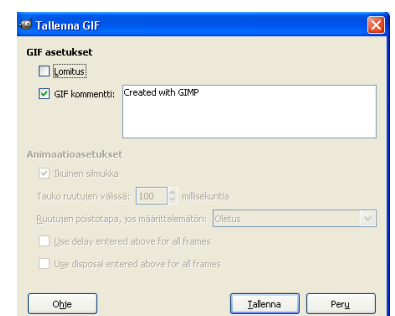 Tallenna GIF
GIF asetukset
Lomitus
GIF kommentti: Created with GIMP
Animaatioasetukset
Ikuinen silmukka
Tauko ruutujen välissä: 100 millisekuntia
Ruutujen poistotapa, jos määrittelemätön: Oletus
Use delay entered above for all frames
Use disposal entered above for all frames
Ohje Tallenna Peru